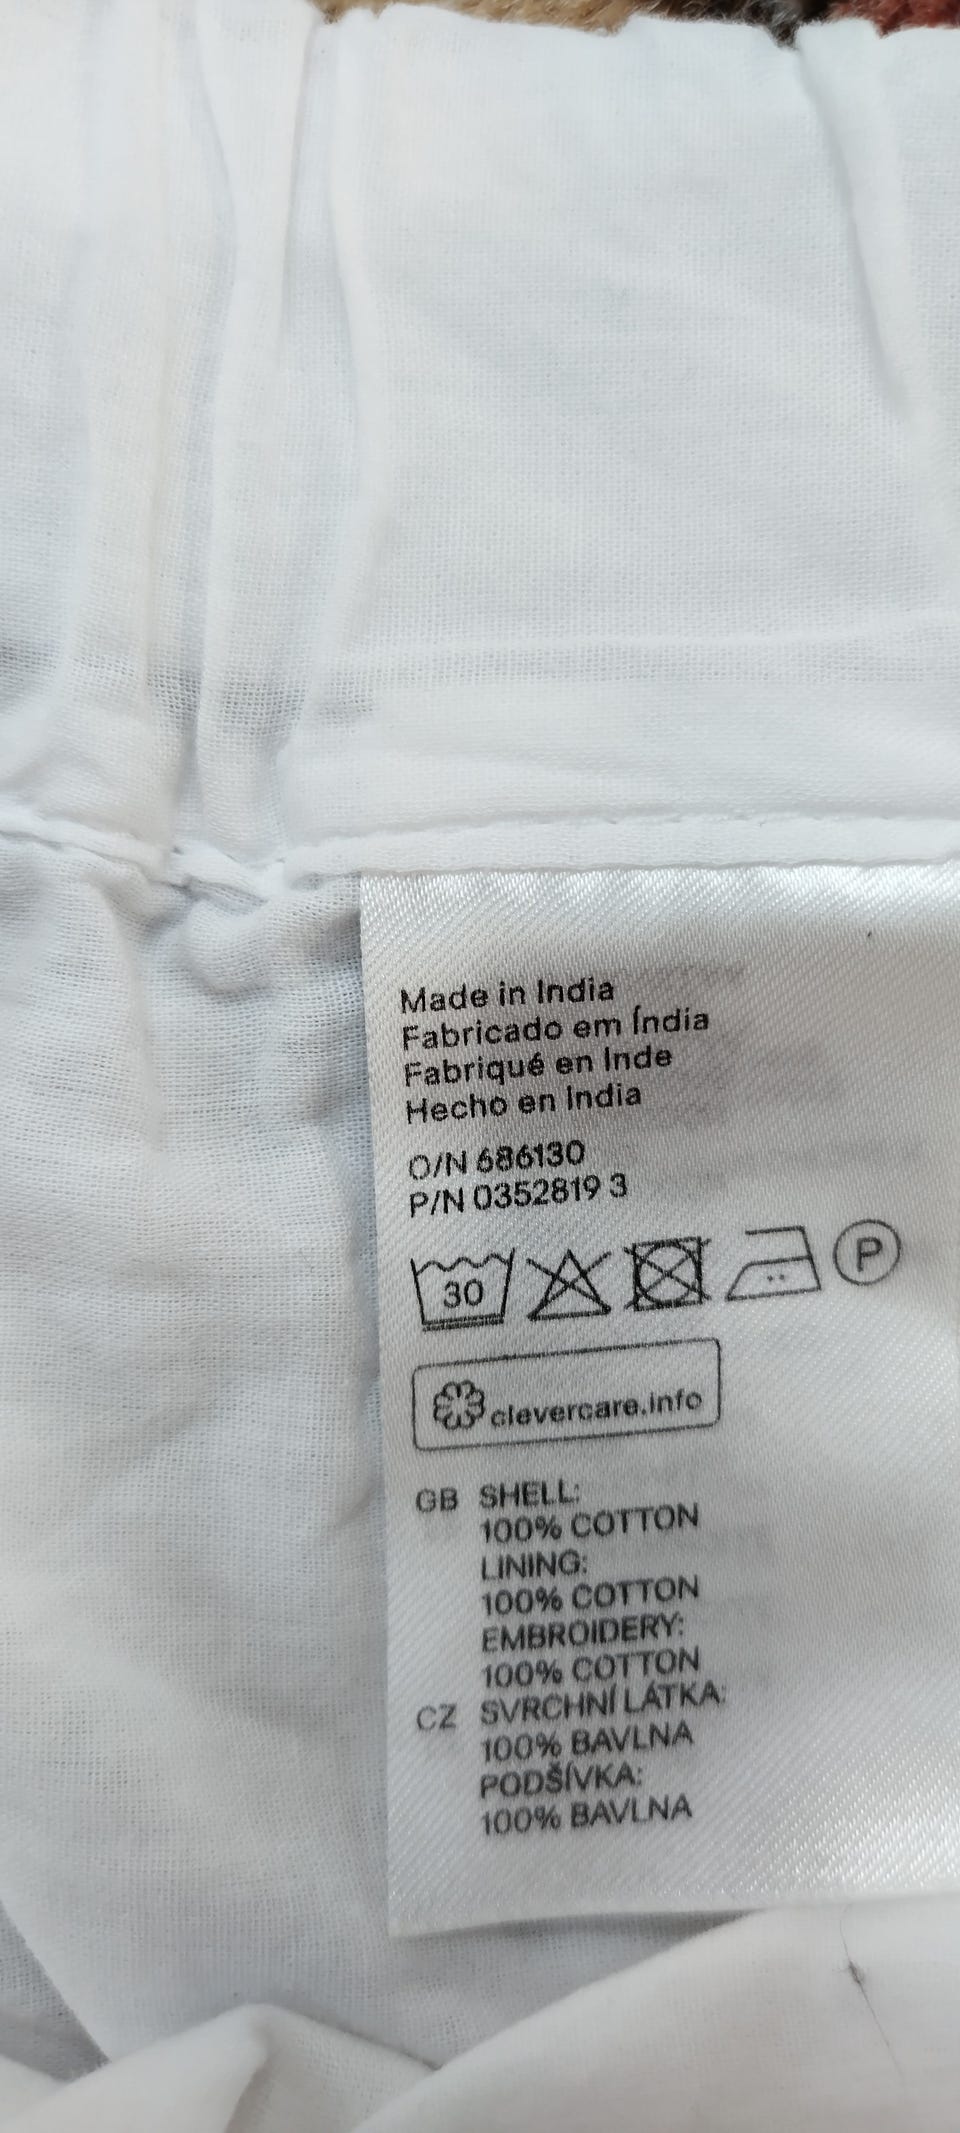 Made in India
Fabricado em Índia
Fabriqué en Inde
Hecho en India
O/N 686130
P/N 0352819 3
30 P
clevercare.info
GB SHELL:
100% COTTON
LINING:
100% COTTON
EMBROIDERY:
100% COTTON
CZ SVRCHNÍ LÁTKA:
100% BAVLNA
PODŠÍVKA:
100% BAVLNA